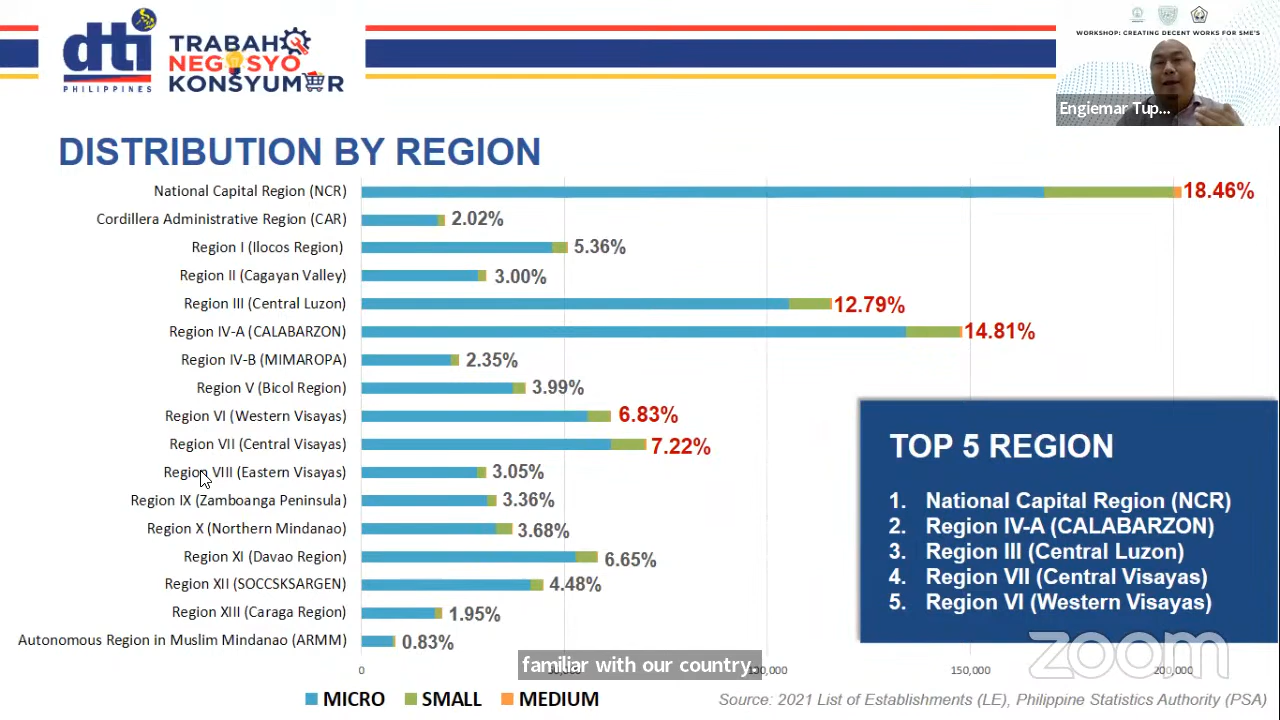 dti
PHILIPPINES
TRABAHO
NEGOSYO
KONSYUMER
WORKSHOP: CREATING DECENT WORKS FOR SME'S
Engiemar Tup...
DISTRIBUTION BY REGION
National Capital Region (NCR) 18.46%
Cordillera Administrative Region (CAR) 2.02%
Region I (Ilocos Region) 5.36%
Region II (Cagayan Valley) 3.00%
Region III (Central Luzon) 12.79%
Region IV-A (CALABARZON) 14.81%
Region IV-B (MIMAROPA) 2.35%
Region V (Bicol Region) 3.99%
Region VI (Western Visayas) 6.83%
Region VII (Central Visayas) 7.22%
Region VIII (Eastern Visayas) 3.05%
Region IX (Zamboanga Peninsula) 3.36%
Region X (Northern Mindanao) 3.68%
Region XI (Davao Region) 6.65%
Region XII (SOCCSKSARGEN) 4.48%
Region XIII (Caraga Region) 1.95%
Autonomous Region in Muslim Mindanao (ARMM) 0.83%
TOP 5 REGION
1. National Capital Region (NCR)
2. Region IV-A (CALABARZON)
3. Region III (Central Luzon)
4. Region VII (Central Visayas)
5. Region VI (Western Visayas)
zoom
familiar with our country.
0 150,000 200,000
MICRO SMALL MEDIUM
Source: 2021 List of Establishments (LE), Philippine Statistics Authority (PSA)